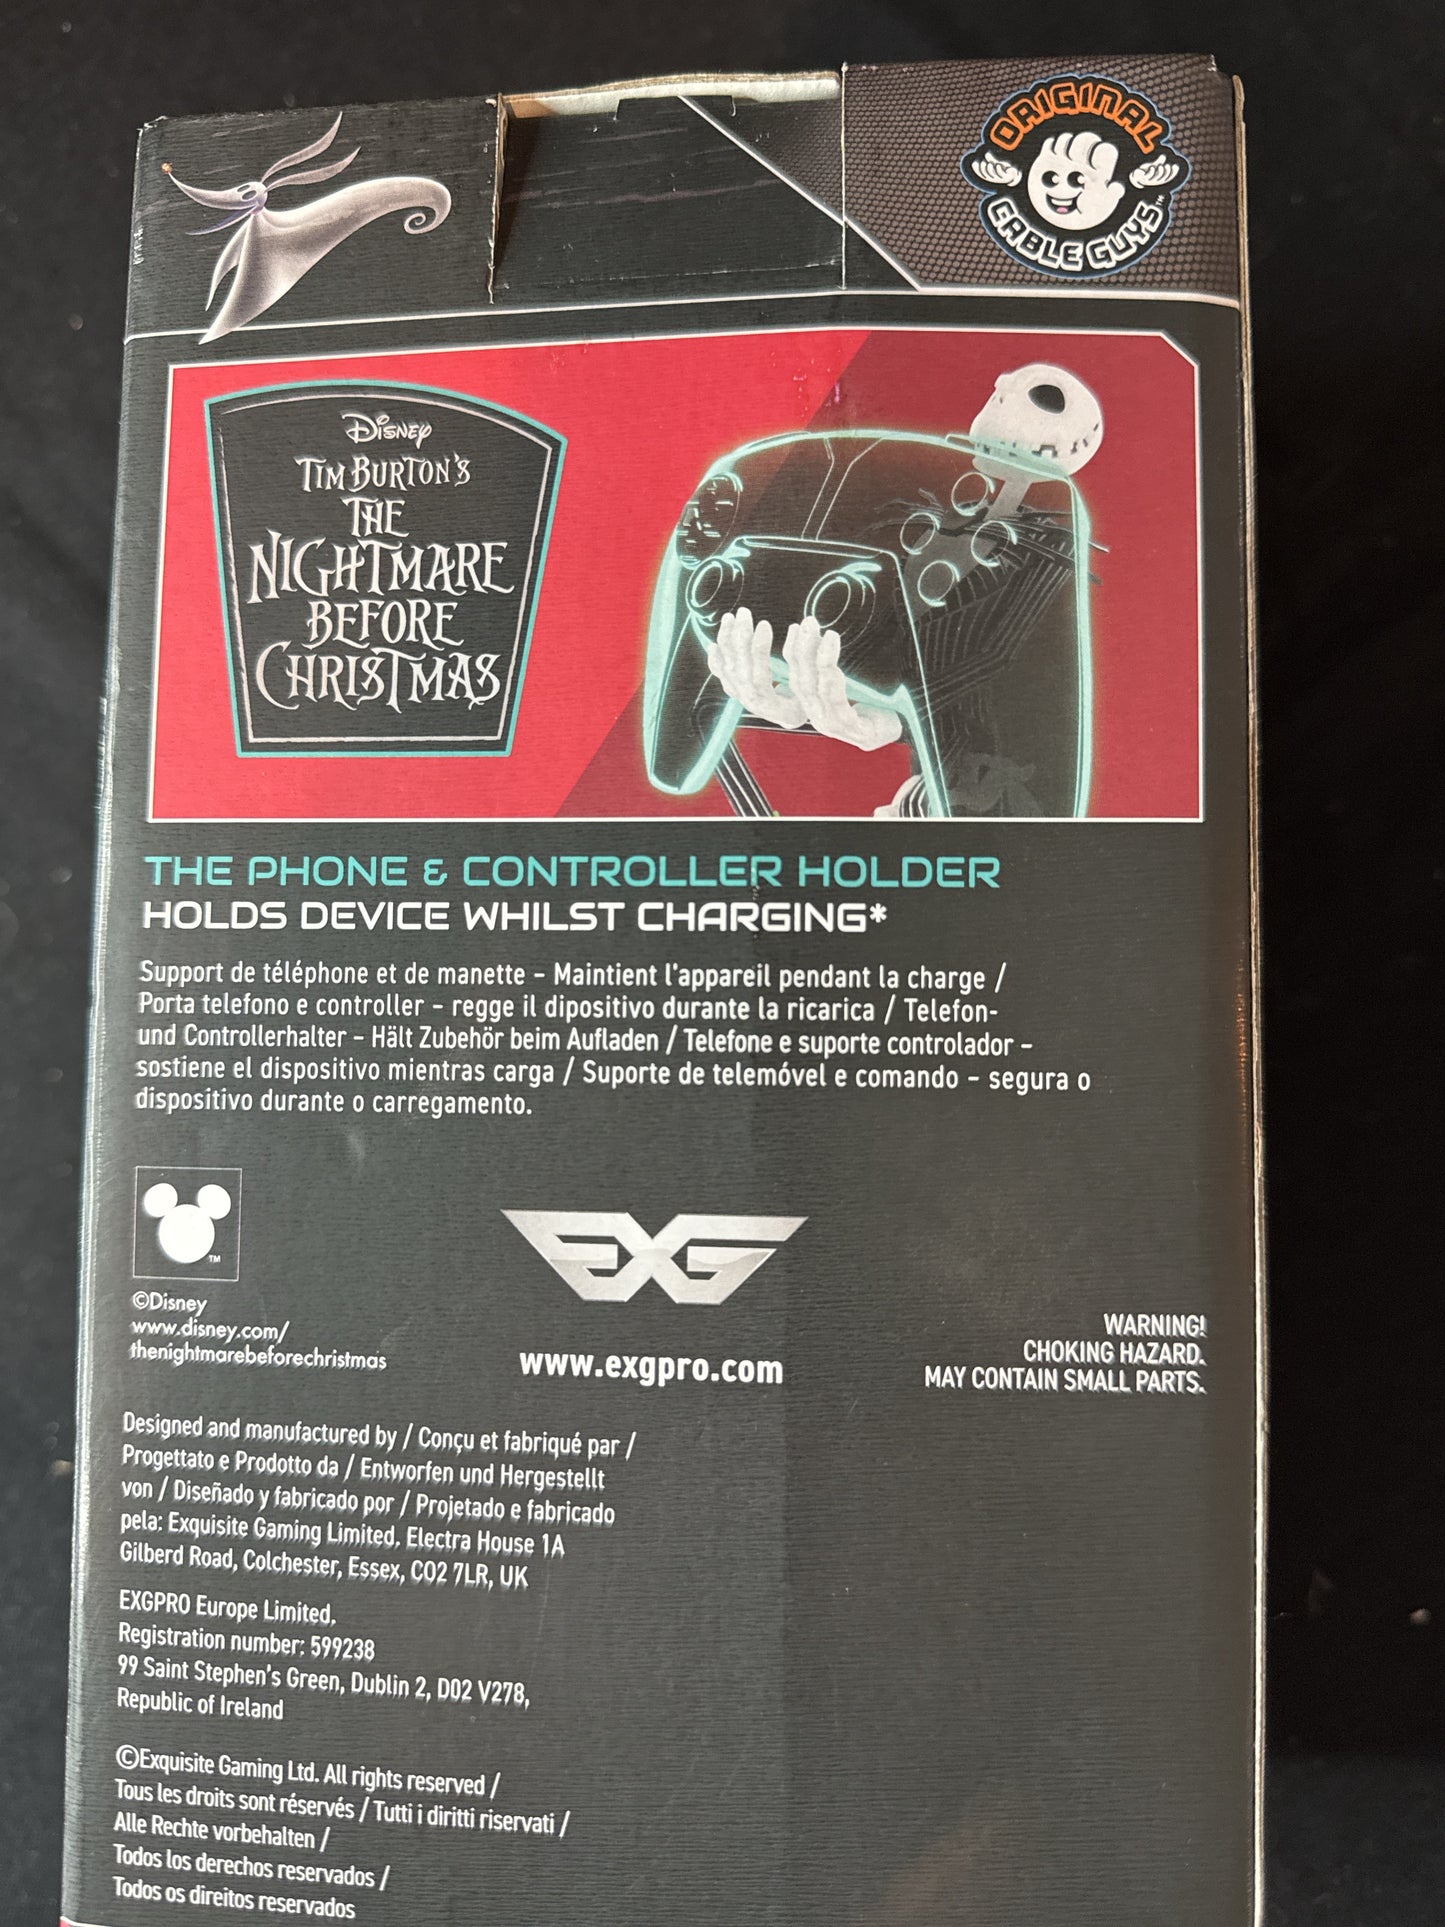 ORIGINAL
CABLE GUYS™
Disney
TIM BURTON'S
THE
NIGHTMARE
BEFORE
CHRISTMAS
THE PHONE & CONTROLLER HOLDER
HOLDS DEVICE WHILST CHARGING*
Support de téléphone et de manette – Maintient l'appareil pendant la charge /
Porta telefono e controller – regge il dipositivo durante la ricarica / Telefon-
und Controllerhalter – Hält Zubehör beim Aufladen / Telefone e suporte controlador –
sostiene el dispositivo mientras carga / Suporte de telemóvel e comando – segura o
dispositivo durante o carregamento.
TM
©Disney
www.disney.com/
thenightmarebeforechristmas
EXG
www.exgpro.com
WARNING!
CHOKING HAZARD.
MAY CONTAIN SMALL PARTS.
Designed and manufactured by / Conçu et fabriqué par /
Progettato e Prodotto da / Entworfen und Hergestellt
von / Diseñado y fabricado por / Projetado e fabricado
pela: Exquisite Gaming Limited. Electra House 1A
Gilberd Road, Colchester, Essex, CO2 7LR, UK
EXGPRO Europe Limited.
Registration number: 599238
99 Saint Stephen's Green, Dublin 2, D02 V278,
Republic of Ireland
©Exquisite Gaming Ltd. All rights reserved /
Tous les droits sont réservés / Tutti i diritti riservati /
Alle Rechte vorbehalten /
Todos los derechos reservados /
Todos os direitos reservados